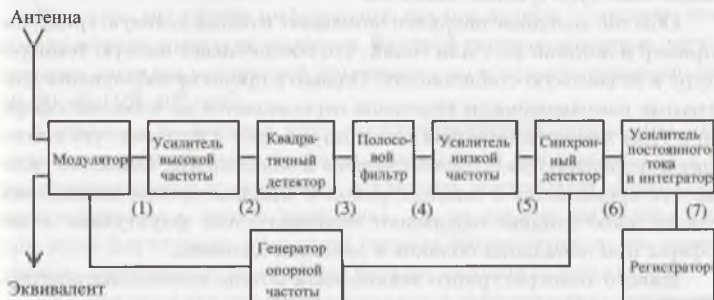 Антенна
Модулятор
Усилитель
высокой
частоты
Квадра-
тичный
детектор
Полосо-
вой
фильтр
Усилитель
низкой
частоты
Синхрон-
ный
детектор
Усилитель
постоянного
тока
и интегратор
(1)
(2)
(3)
(4)
(5)
(6)
(7)
Генератор
опорной
частоты
Регистратор
Эквивалент